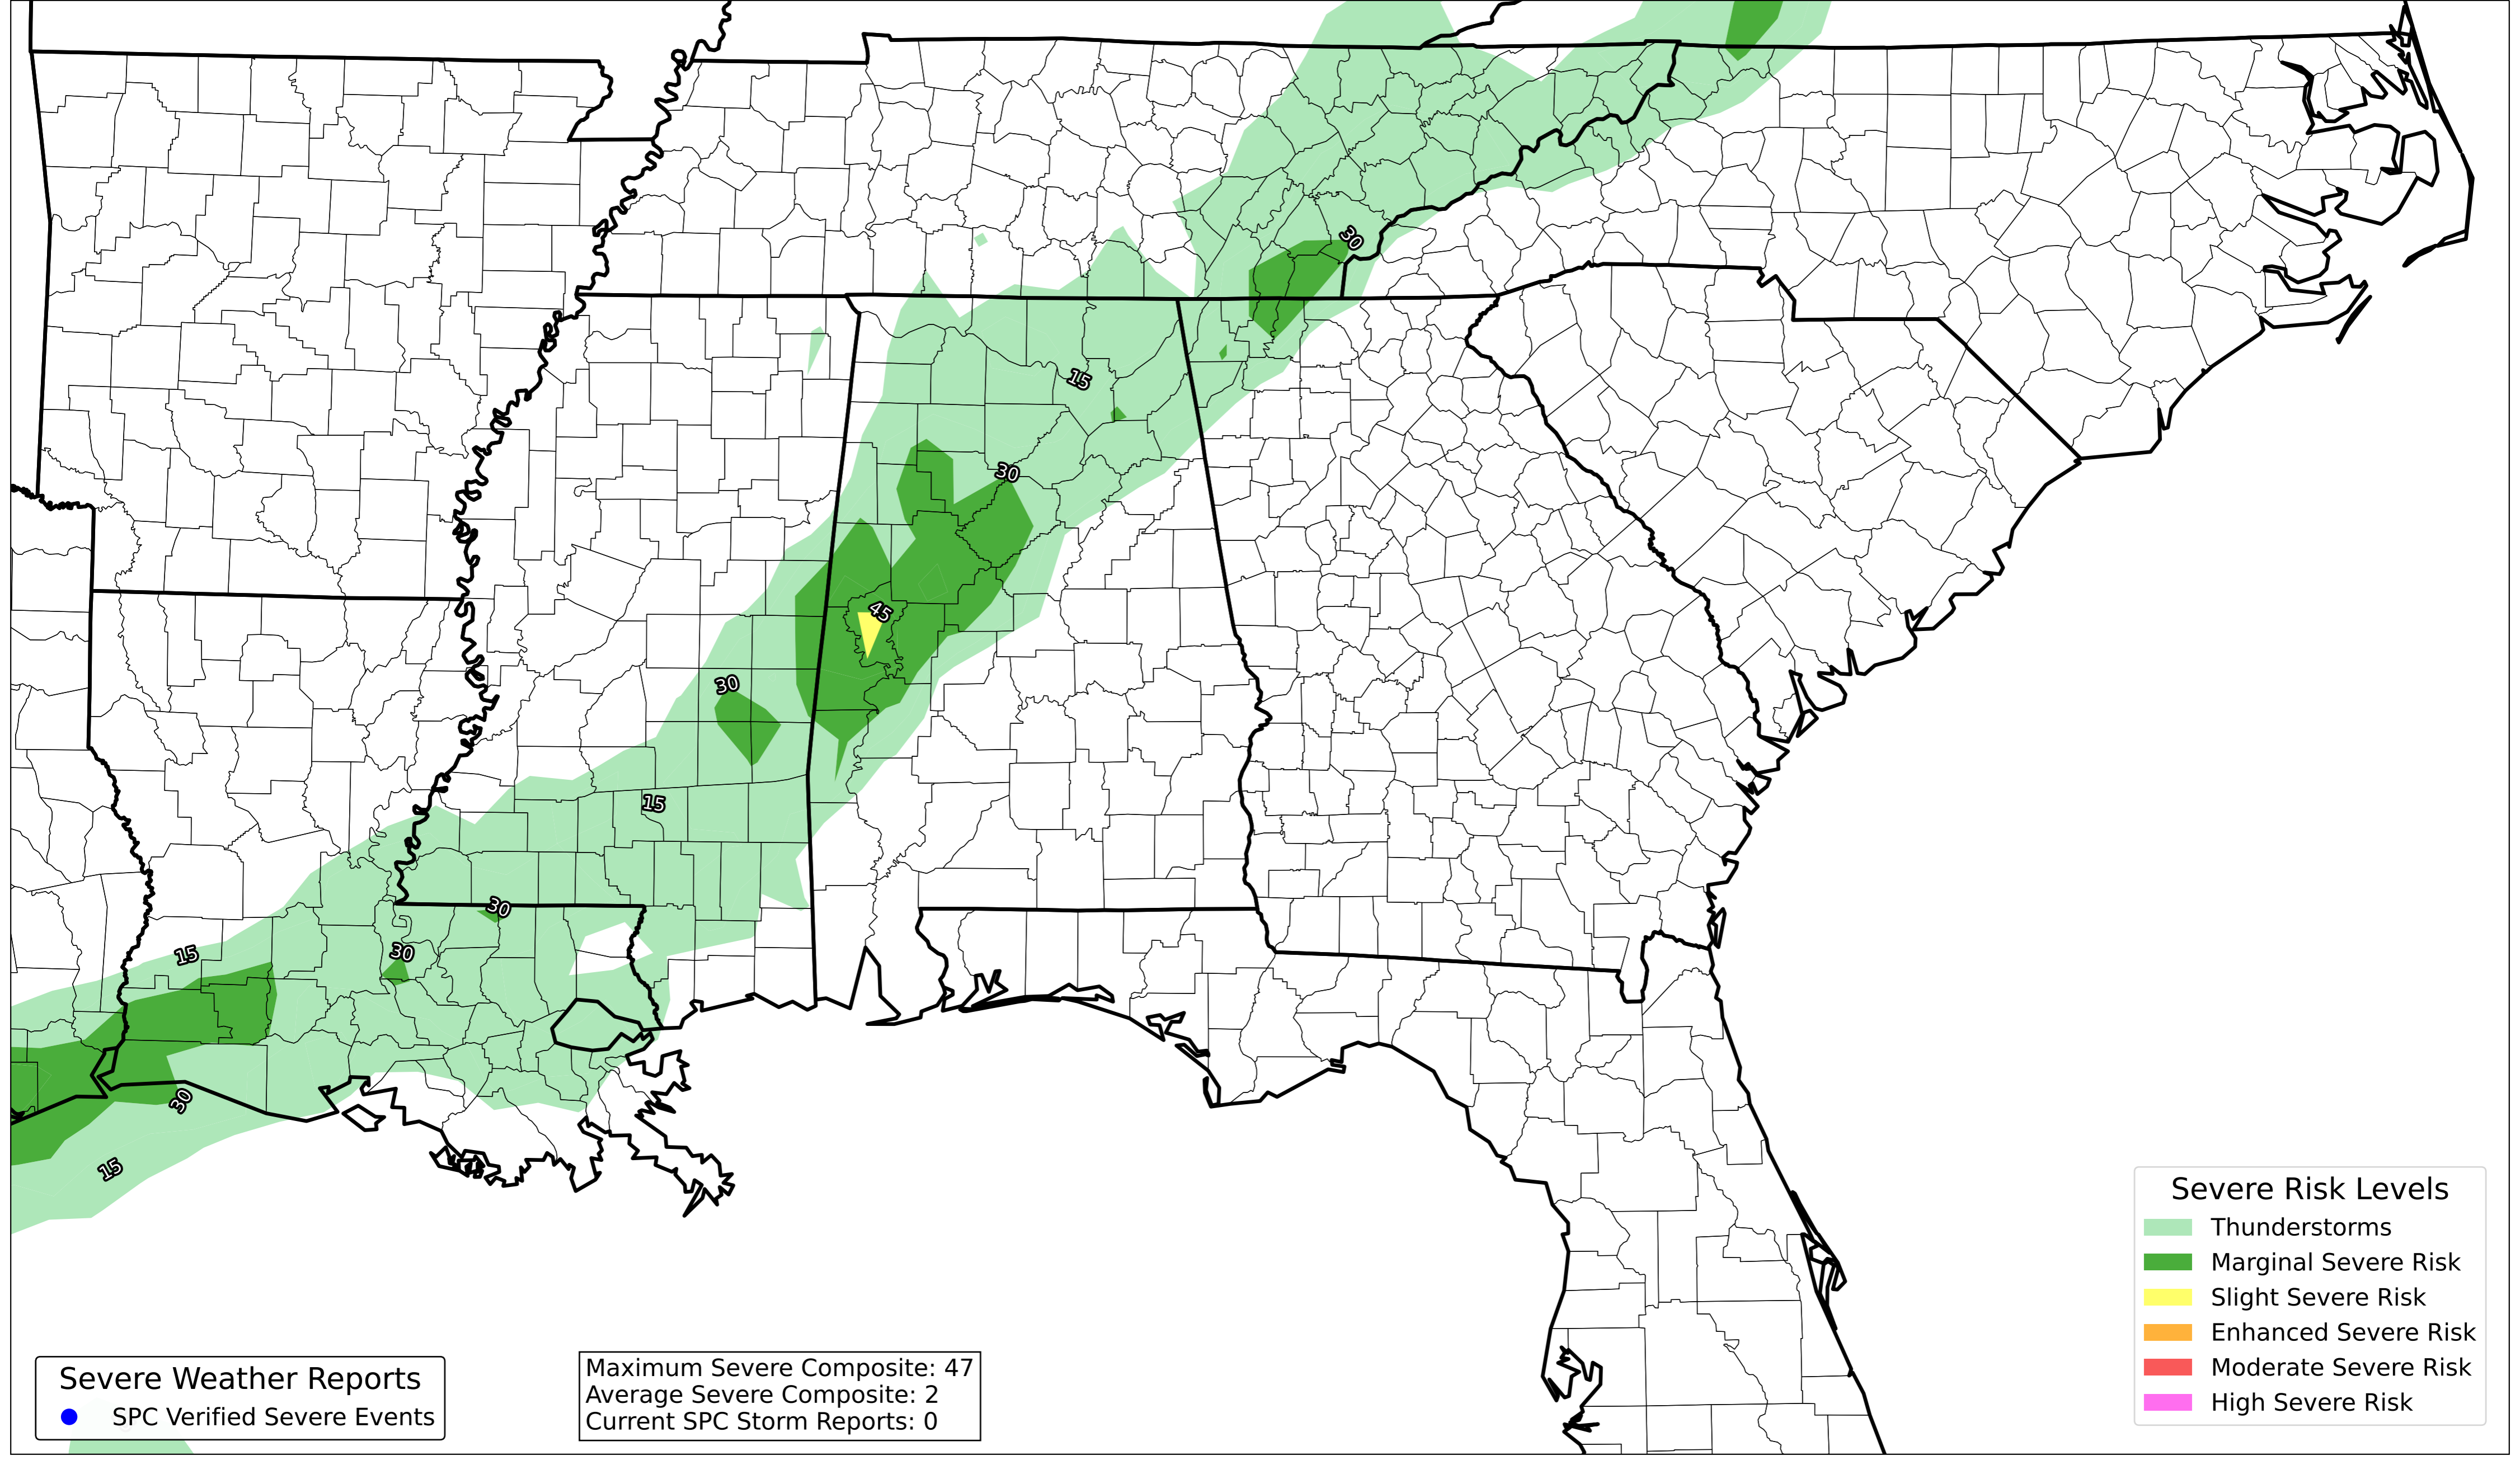 30
15
30
45
30
15
30
30
15
30
15
Severe Risk Levels
Thunderstorms
Marginal Severe Risk
Slight Severe Risk
Enhanced Severe Risk
Moderate Severe Risk
High Severe Risk
Severe Weather Reports
SPC Verified Severe Events
Maximum Severe Composite: 47
Average Severe Composite: 2
Current SPC Storm Reports: 0